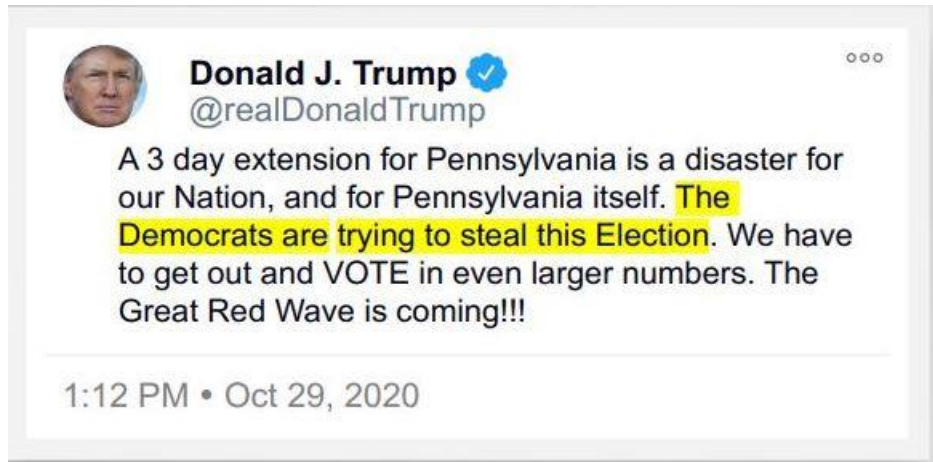 Donald J. Trump
@realDonaldTrump
A 3 day extension for Pennsylvania is a disaster for
our Nation, and for Pennsylvania itself. The
Democrats are trying to steal this Election. We have
to get out and VOTE in even larger numbers. The
Great Red Wave is coming!!!
1:12 PM • Oct 29, 2020